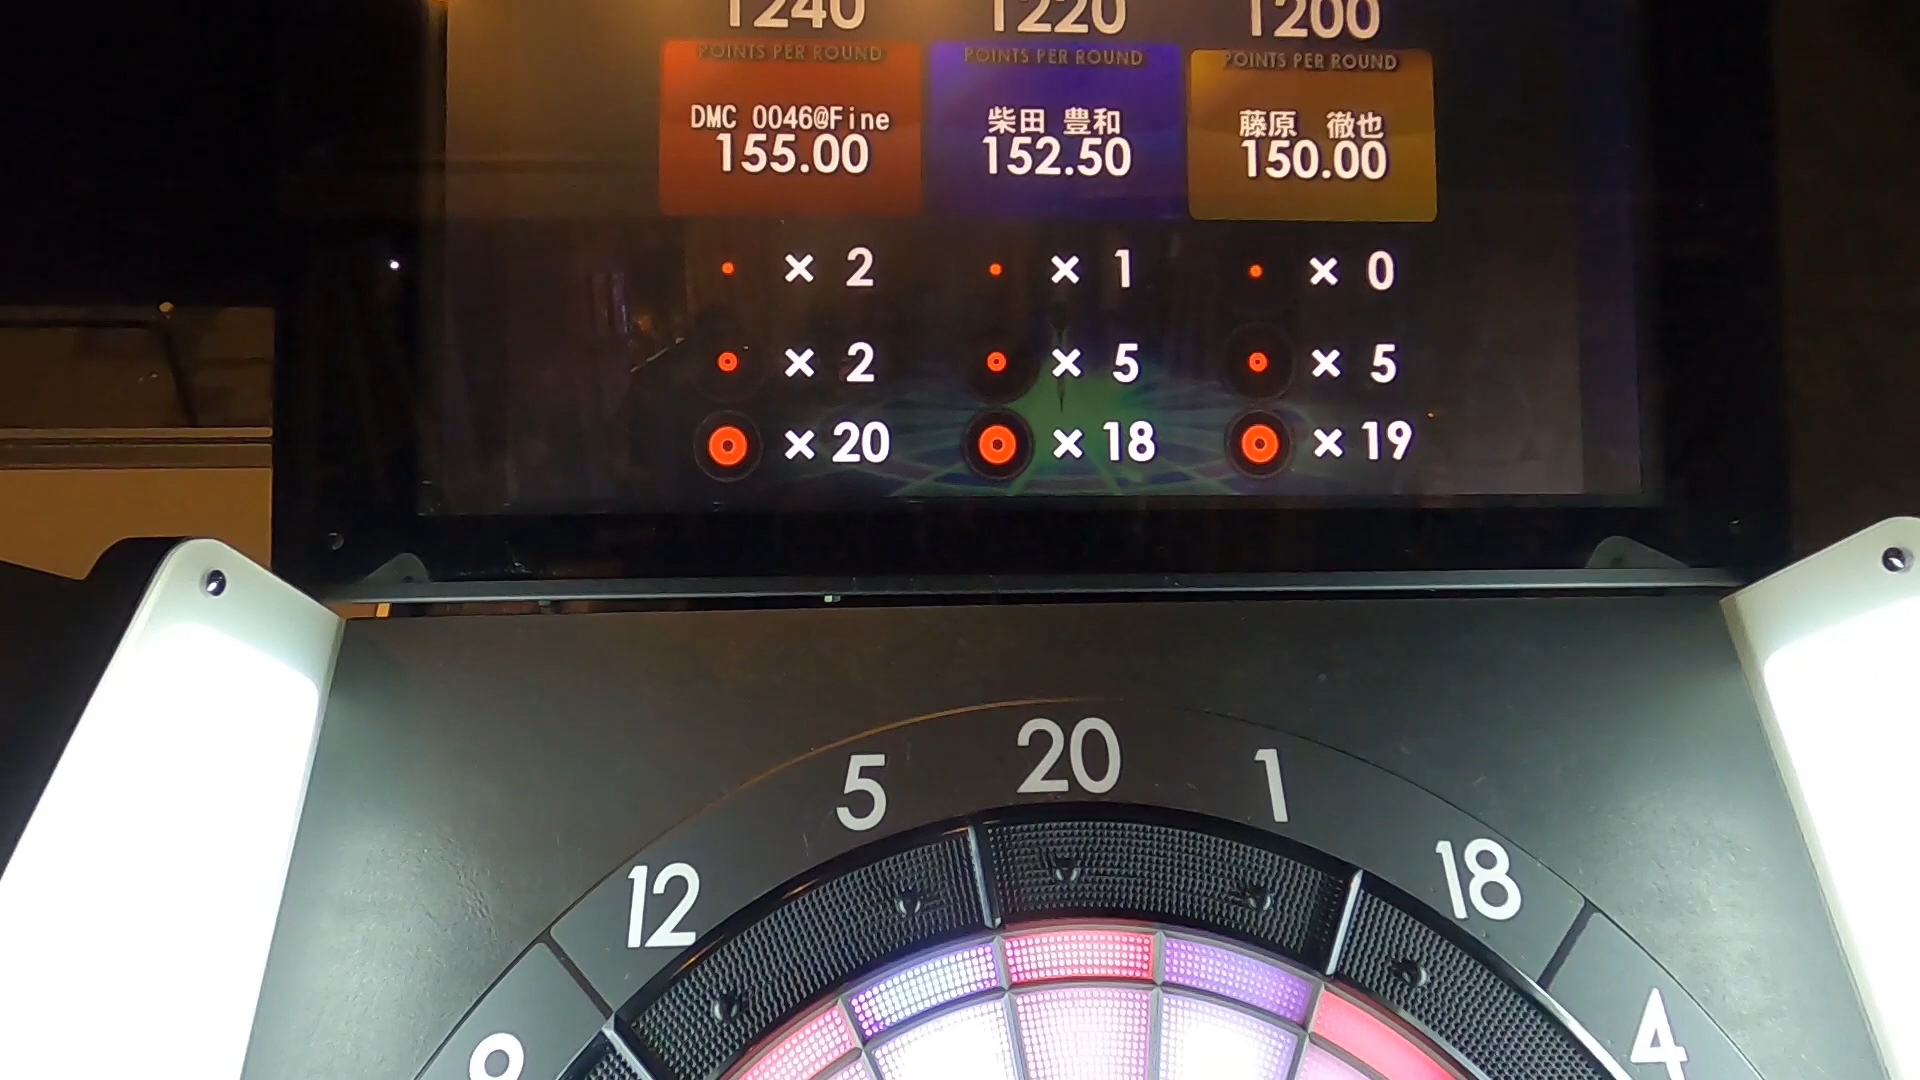 1240 1220 1200
POINTS PER ROUND POINTS PER ROUND POINTS PER ROUND
DMC 0046@Fine 柴田 豊和 藤原 徹也
155.00 152.50 150.00
× 2 × 1 × 0
× 2 × 5 × 5
× 20 × 18 × 19
9 12 5 20 1 18 4